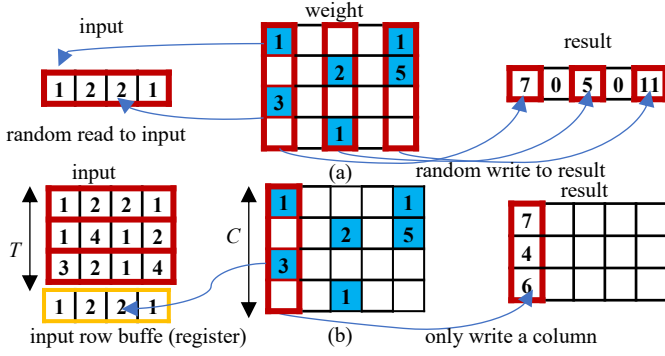 input
weight
result
1 1
2 5
3
1
1 2 2 1
7 0 5 0 11
random read to input
(a)
random write to result
input
result
T
1 2 2 1
1 4 1 2
3 2 1 4
1 2 2 1
C
1 1
2 5
3
1
7
4
6
input row buffe (register)
(b)
only write a column